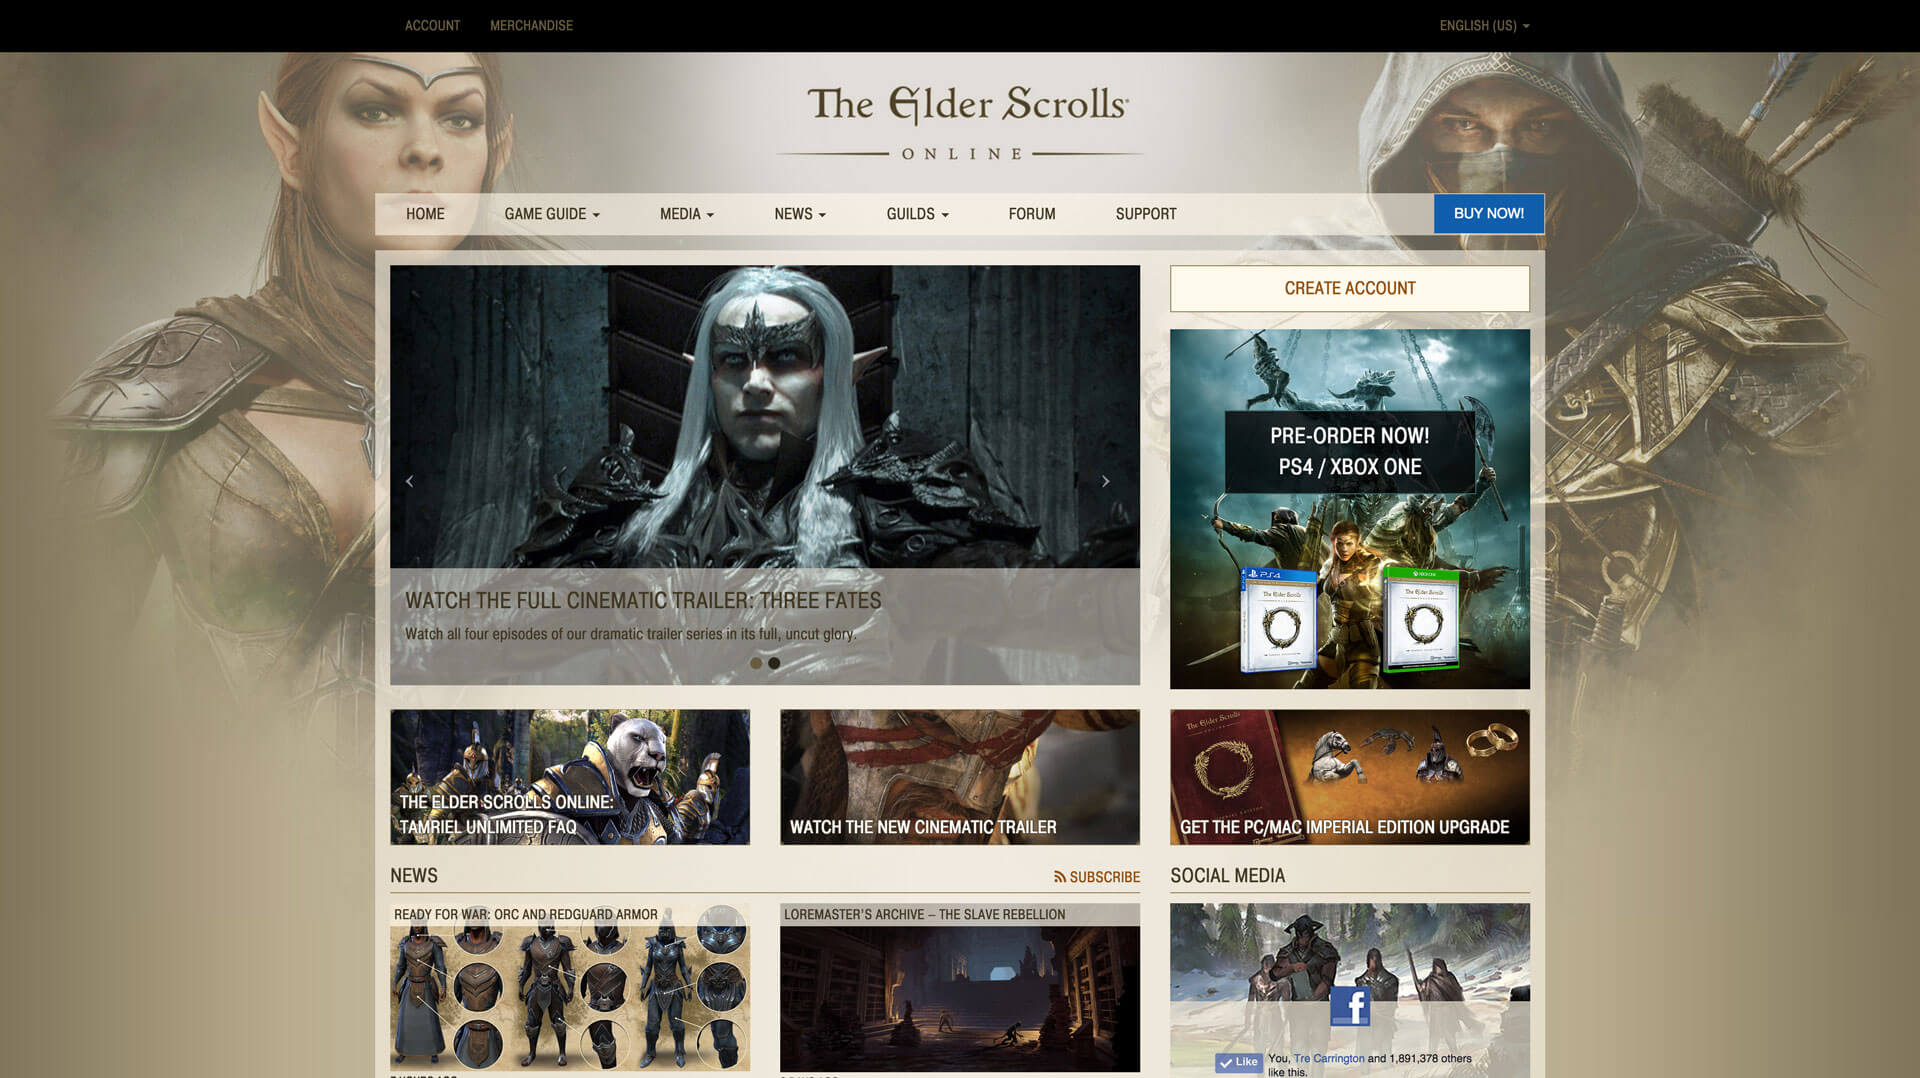 ACCOUNT
MERCHANDISE
ENGLISH (US)
The Elder Scrolls
ONLINE
HOME
GAME GUIDE
MEDIA
NEWS
GUILDS
FORUM
SUPPORT
BUY NOW!
CREATE ACCOUNT
PRE-ORDER NOW!
PS4 / XBOX ONE
PS4
XBOX ONE
The Elder Scrolls
The Elder Scrolls
WATCH THE FULL CINEMATIC TRAILER: THREE FATES
Watch all four episodes of our dramatic trailer series in its full, uncut glory.
THE ELDER SCROLLS ONLINE:
TAMRIEL UNLIMITED FAQ
WATCH THE NEW CINEMATIC TRAILER
The Elder Scrolls
GET THE PC/MAC IMPERIAL EDITION UPGRADE
NEWS
SUBSCRIBE
SOCIAL MEDIA
READY FOR WAR: ORC AND REDGUARD ARMOR
LOREMASTER'S ARCHIVE – THE SLAVE REBELLION
f
Like
You, Tre Carrington and 1,891,378 others
like this.